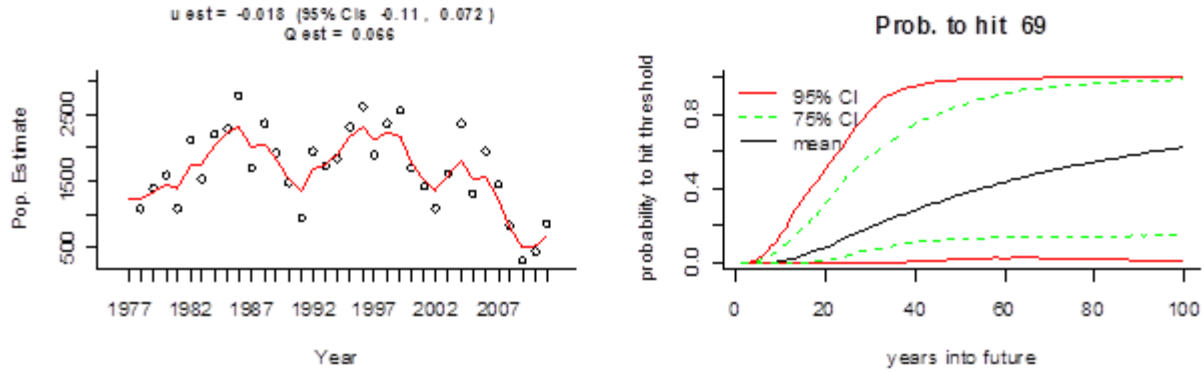 u est = -0.018 (95% CIs -0.11 , 0.072 )
Q est = 0.066
Pop. Estimate
500 1500 2500
1977 1982 1987 1992 1997 2002 2007
Year
Prob. to hit 69
probability to hit threshold
0.0 0.4 0.8
95% CI
75% CI
mean
0 20 40 60 80 100
years into future